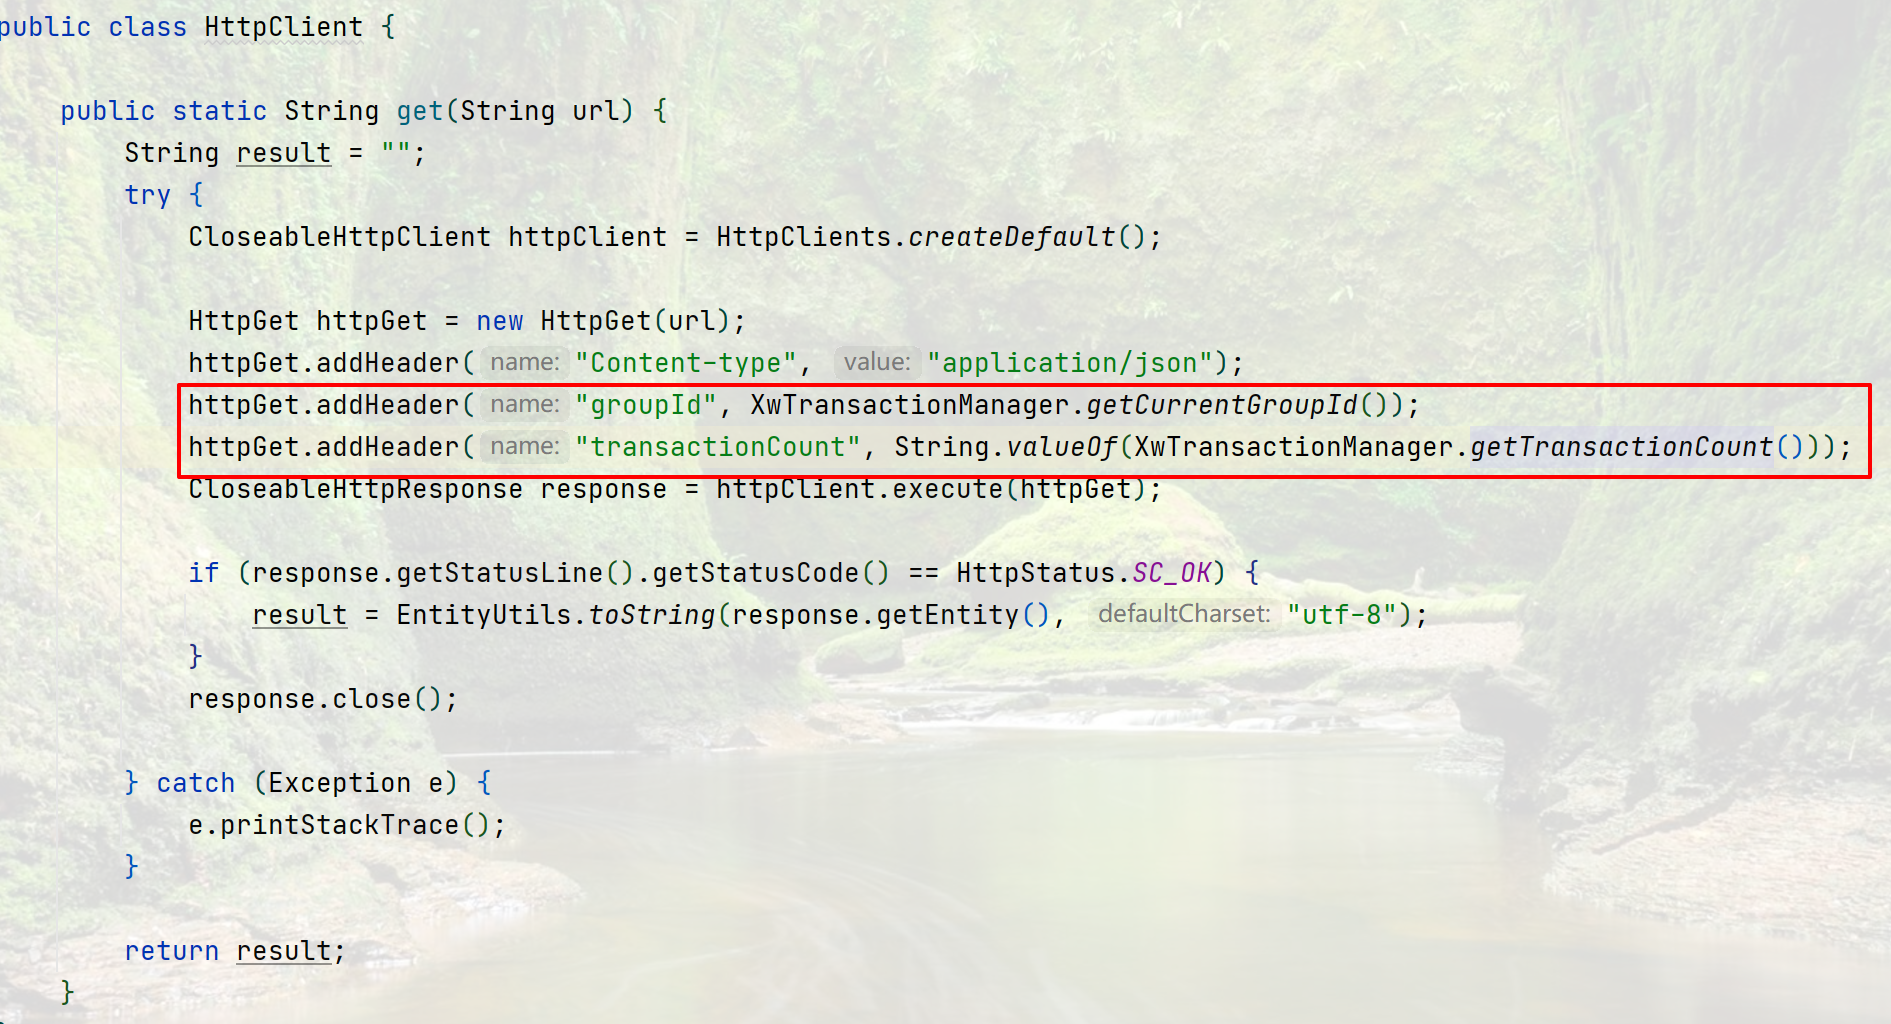 public class HttpClient {
public static String get(String url) {
String result = "";
try {
CloseableHttpClient httpClient = HttpClients.createDefault();
HttpGet httpGet = new HttpGet(url);
httpGet.addHeader( name: "Content-type", value: "application/json");
httpGet.addHeader( name: "groupId", XwTransactionManager.getCurrentGroupId());
httpGet.addHeader( name: "transactionCount", String.valueOf(XwTransactionManager.getTransactionCount()));
CloseableHttpResponse response = httpClient.execute(httpGet);
if (response.getStatusLine().getStatusCode() == HttpStatus.SC_OK) {
result = EntityUtils.toString(response.getEntity(), defaultCharset: "utf-8");
}
response.close();
} catch (Exception e) {
e.printStackTrace();
}
return result;
}